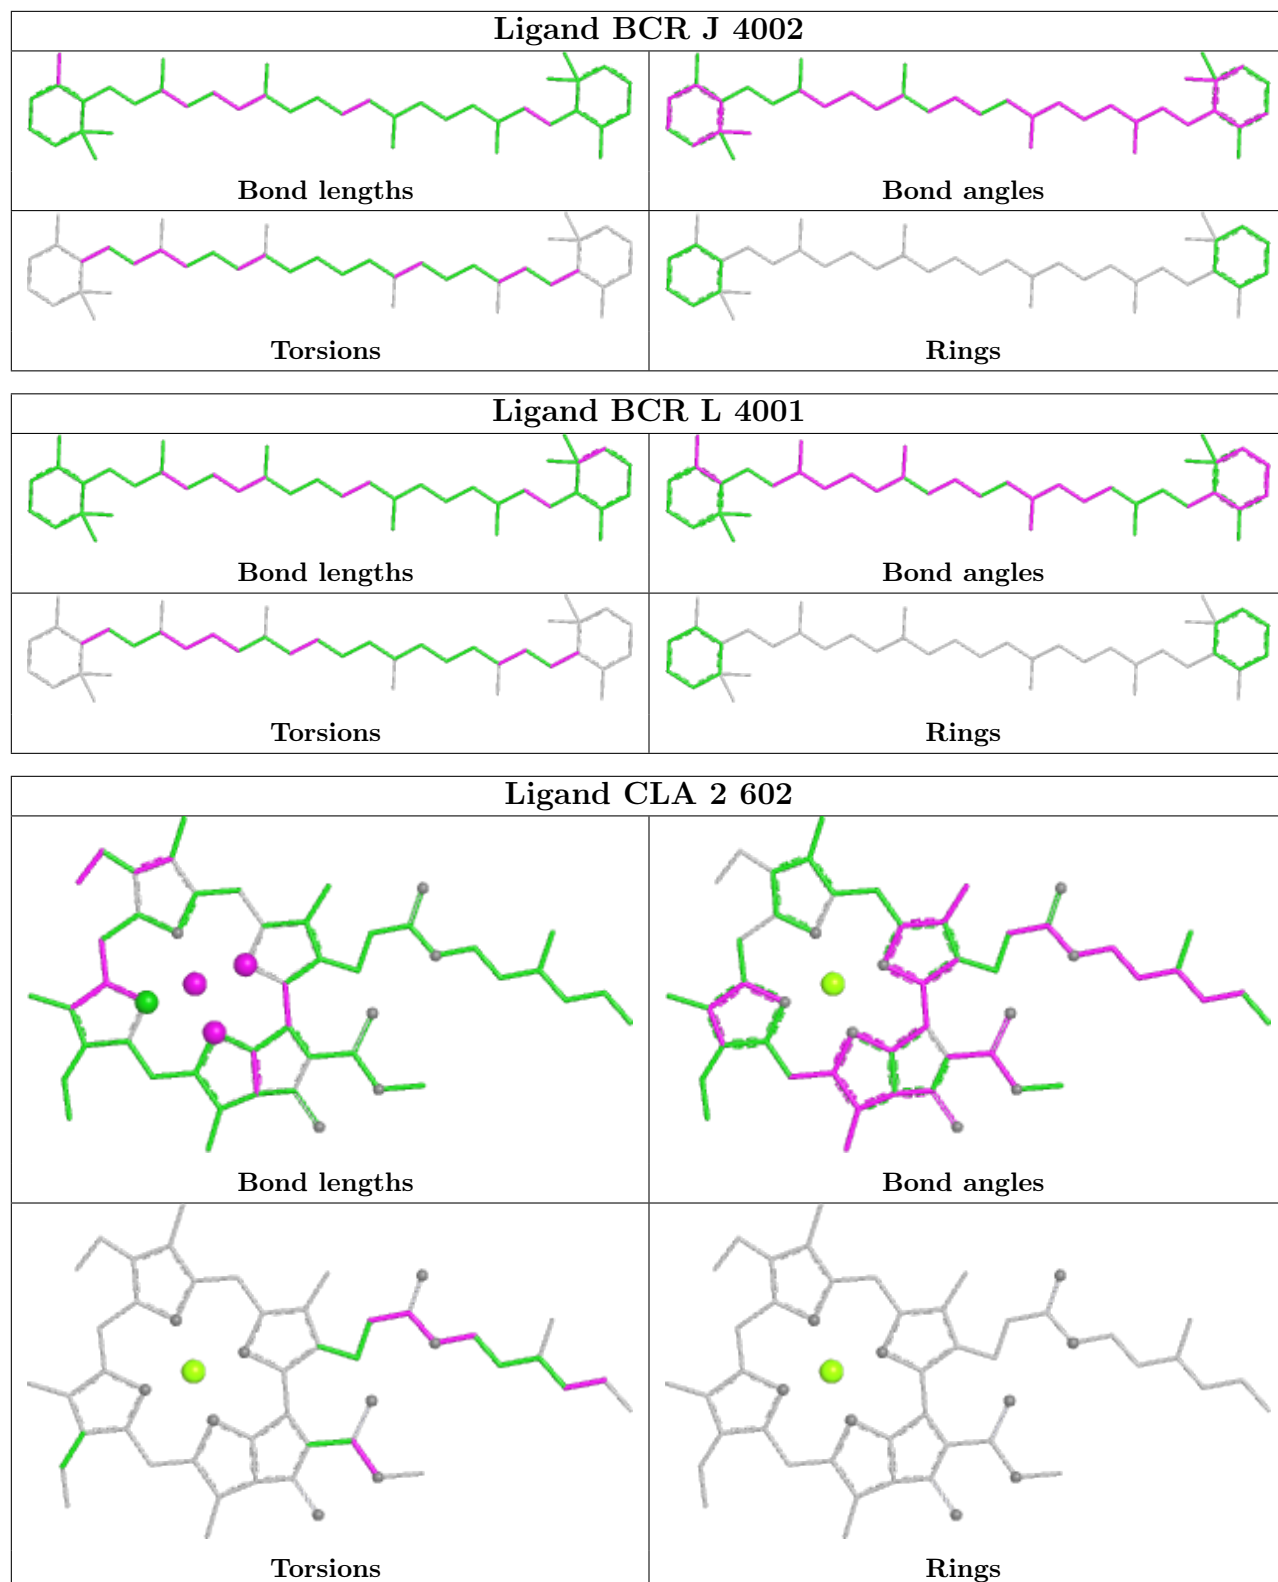 Ligand BCR J 4002
Bond lengths
Bond angles
Torsions
Rings
Ligand BCR L 4001
Bond lengths
Bond angles
Torsions
Rings
Ligand CLA 2 602
Bond lengths
Bond angles
Torsions
Rings